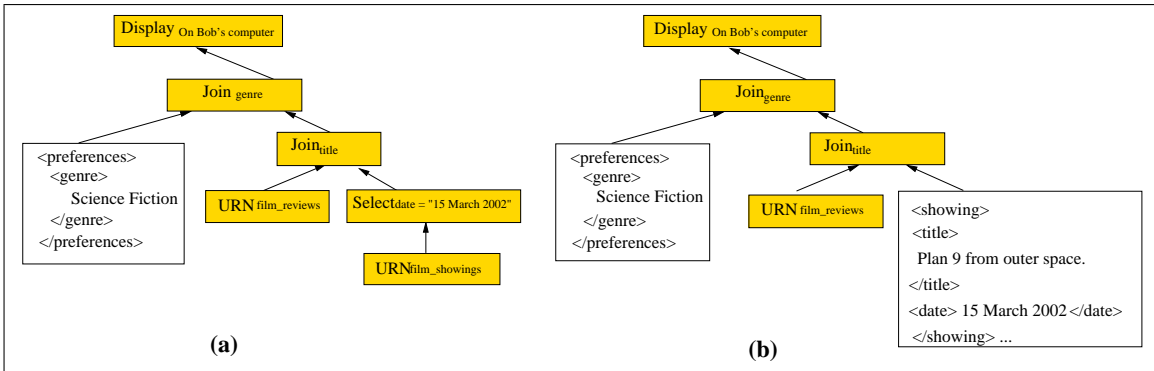 Display On Bob's computer
Join genre
Join title
<preferences>
<genre>
Science Fiction
</genre>
</preferences>
URN film_reviews
Select date = "15 March 2002"
URN film_showings
(a)
Display On Bob's computer
Join genre
Join title
<preferences>
<genre>
Science Fiction
</genre>
</preferences>
URN film_reviews
<showing>
<title>
Plan 9 from outer space.
</title>
<date> 15 March 2002 </date>
</showing> ...
(b)